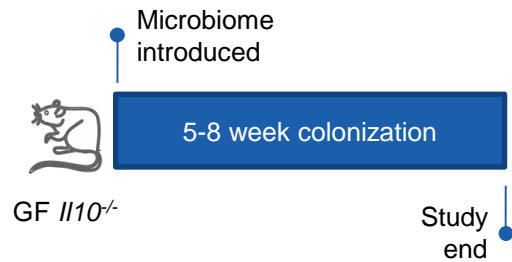 Microbiome
introduced
5-8 week colonization
GF Il10-/-
Study
end